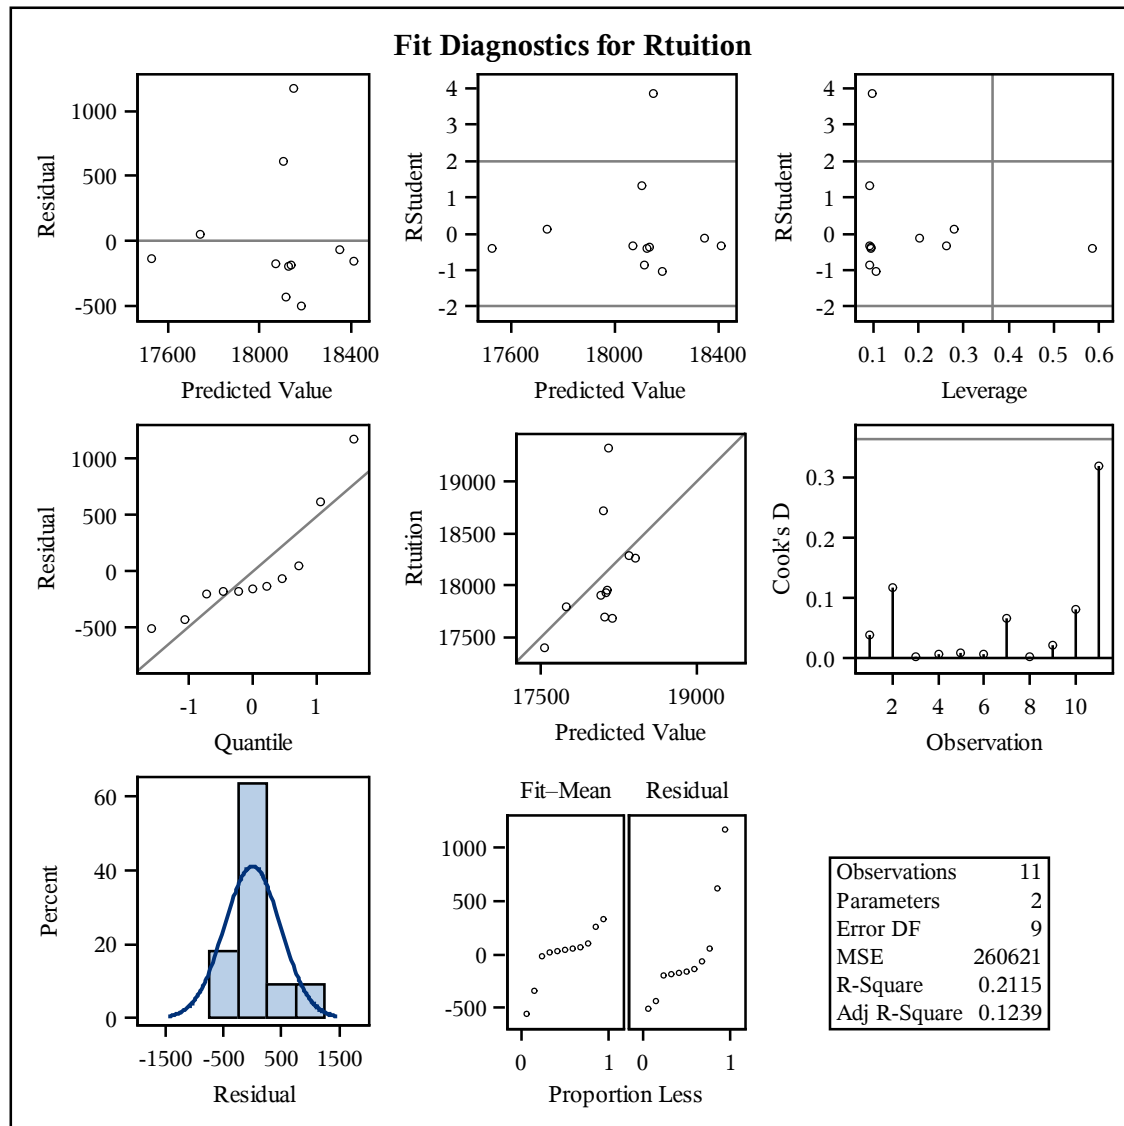 Fit Diagnostics for Rtuition
1000
500
0
-500
Residual
17600 18000 18400
Predicted Value
4
3
2
1
0
-1
-2
RStudent
17600 18000 18400
Predicted Value
4
3
2
1
0
-1
-2
RStudent
0.1 0.2 0.3 0.4 0.5 0.6
Leverage
1000
500
0
-500
Residual
-1 0 1
Quantile
19000
18500
18000
17500
Rtuition
17500 19000
Predicted Value
0.3
0.2
0.1
0.0
Cook's D
2 4 6 8 10
Observation
60
40
20
0
Percent
-1500 -500 500 1500
Residual
Fit–Mean Residual
1000
500
0
-500
0 1 0 1
Proportion Less
Observations 11
Parameters 2
Error DF 9
MSE 260621
R-Square 0.2115
Adj R-Square 0.1239